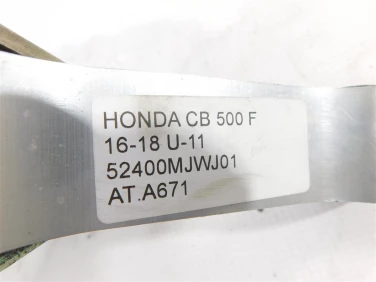 HONDA CB 500 F
16-18 U-11
52400MJWJ01
AT.A671